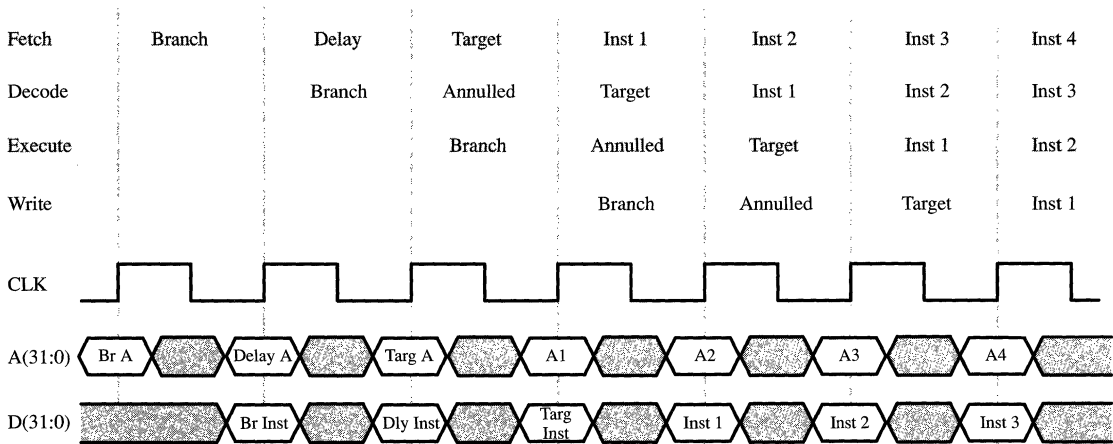 Fetch Branch Delay Target Inst 1 Inst 2 Inst 3 Inst 4
Decode Branch Annulled Target Inst 1 Inst 2 Inst 3
Execute Branch Annulled Target Inst 1 Inst 2
Write Branch Annulled Target Inst 1
CLK
A(31:0) Br A Delay A Targ A A1 A2 A3 A4
D(31:0) Br Inst Dly Inst Targ Inst Inst 1 Inst 2 Inst 3